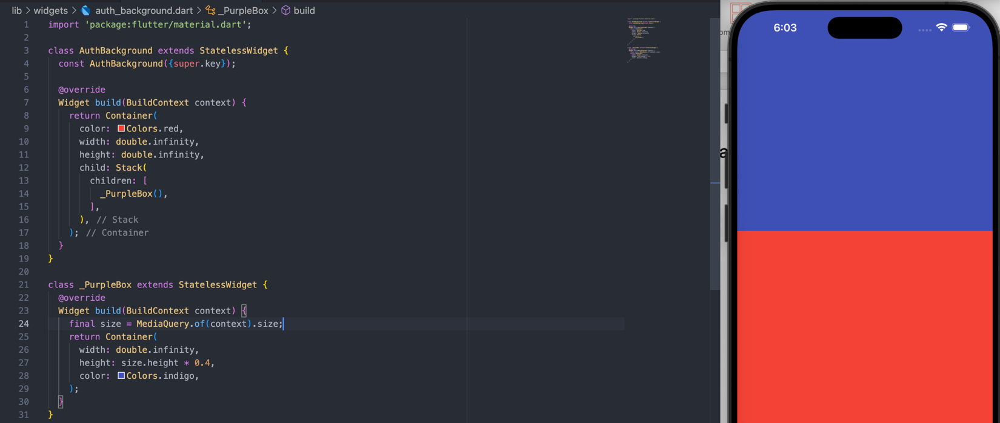 lib > widgets > auth_background.dart > _PurpleBox > build
1 import 'package:flutter/material.dart';
2
3 class AuthBackground extends StatelessWidget {
4   const AuthBackground({super.key});
5
6   @override
7   Widget build(BuildContext context) {
8     return Container(
9       color: Colors.red,
10       width: double.infinity,
11       height: double.infinity,
12       child: Stack(
13         children: [
14           _PurpleBox(),
15         ],
16       ), // Stack
17     ); // Container
18   }
19 }
20
21 class _PurpleBox extends StatelessWidget {
22   @override
23   Widget build(BuildContext context) {
24     final size = MediaQuery.of(context).size;
25     return Container(
26       width: double.infinity,
27       height: size.height * 0.4,
28       color: Colors.indigo,
29     );
30   }
31 }
6:03